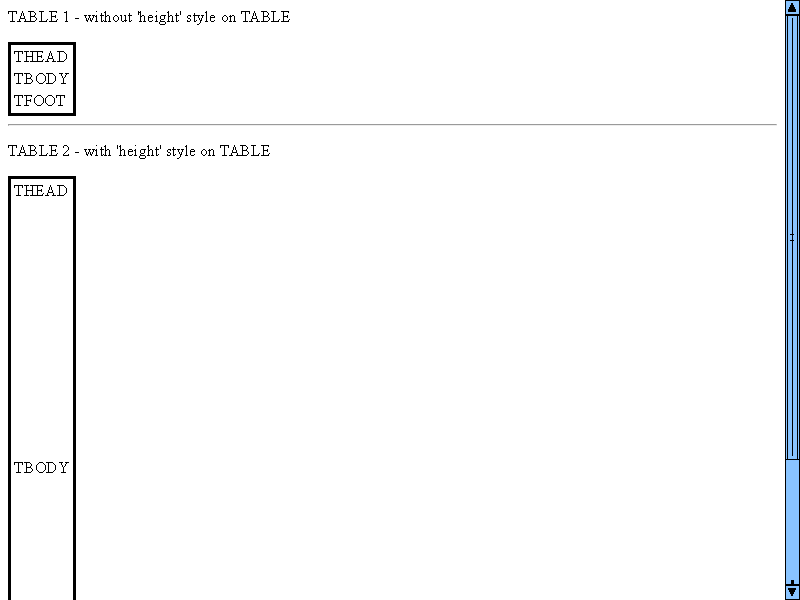 TABLE 1 - without 'height' style on TABLE
THEAD
TBODY
TFOOT
TABLE 2 - with 'height' style on TABLE
THEAD
TBODY